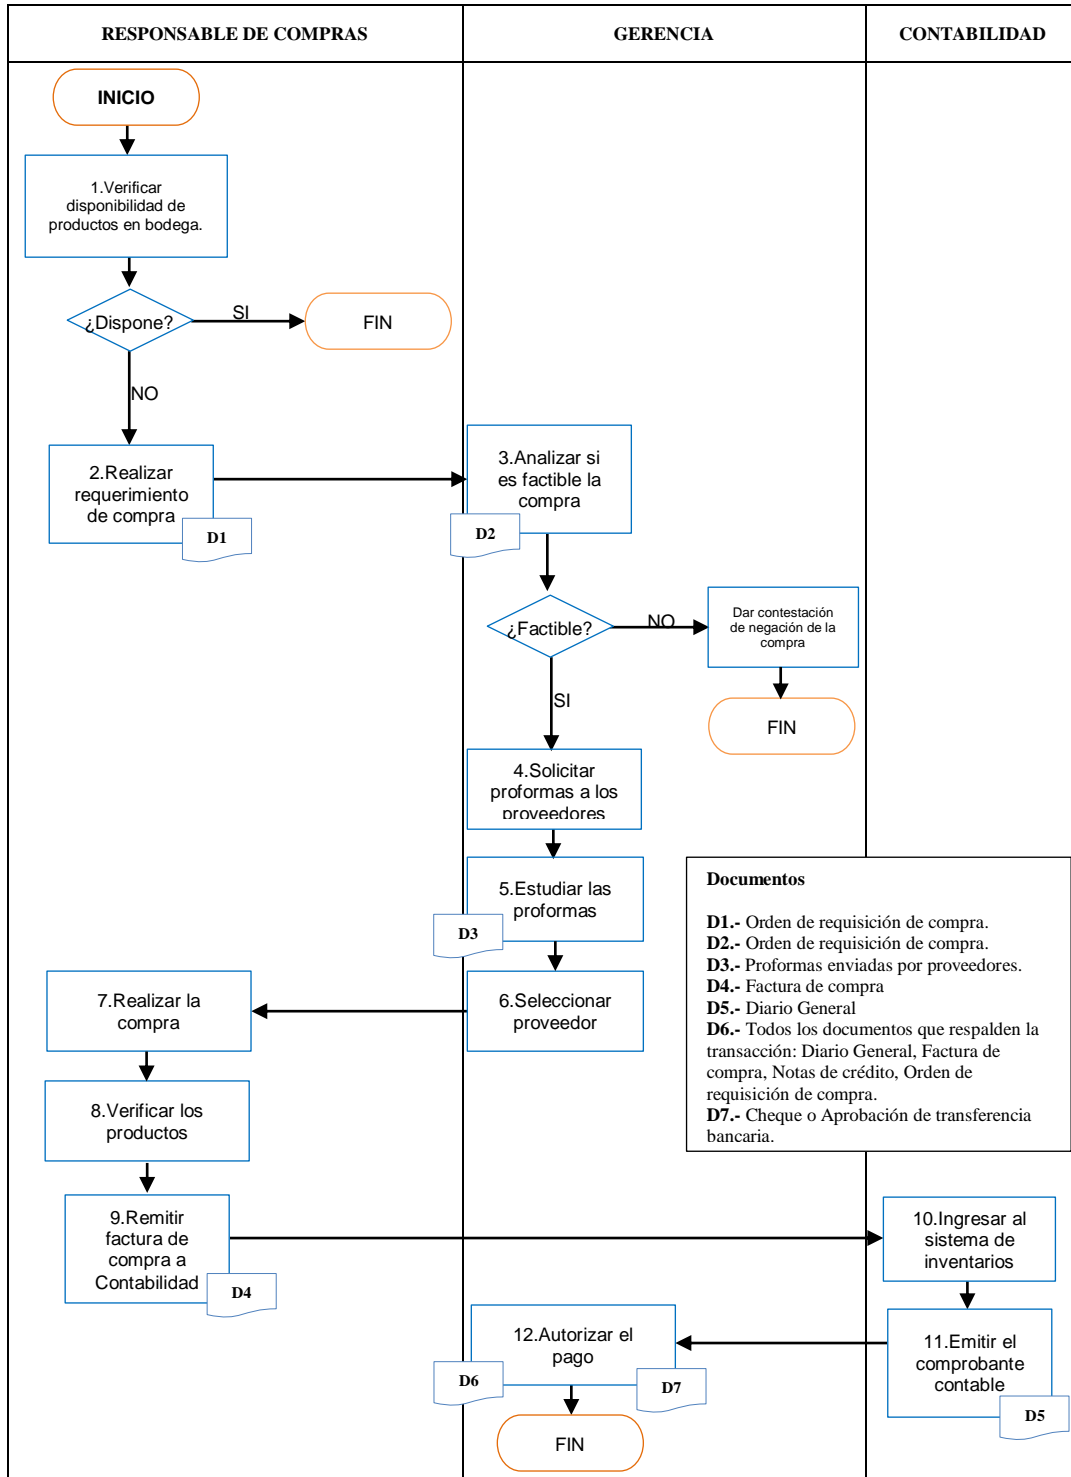 RESPONSABLE DE COMPRAS
GERENCIA
CONTABILIDAD
INICIO
1.Verificar
disponibilidad de
productos en bodega.
¿Dispone?
SI
FIN
NO
2.Realizar
requerimiento
de compra
D1
3.Analizar si
es factible la
compra
D2
¿Factible?
NO
Dar contestación
de negación de la
compra
FIN
SI
4.Solicitar
proformas a los
proveedores
5.Estudiar las
proformas
D3
6.Seleccionar
proveedor
Documentos
D1.- Orden de requisición de compra.
D2.- Orden de requisición de compra.
D3.- Proformas enviadas por proveedores.
D4.- Factura de compra
D5.- Diario General
D6.- Todos los documentos que respalden la
transacción: Diario General, Factura de
compra, Notas de crédito, Orden de
requisición de compra.
D7.- Cheque o Aprobación de transferencia
bancaria.
7.Realizar la
compra
8.Verificar los
productos
9.Remitir
factura de
compra a
Contabilidad
D4
10.Ingresar al
sistema de
inventarios
11.Emitir el
comprobante
contable
D5
12.Autorizar el
pago
D6
D7
FIN